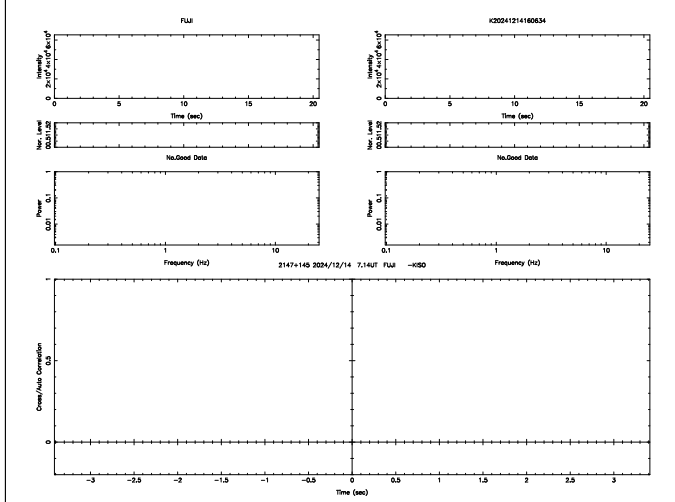 FUJI
K20241214160634
Intensity
0 2×10⁴ 4×10⁴ 6×10⁴
0 5 10 15 20
Time (sec)
Intensity
0 2×10⁴ 4×10⁴ 6×10⁴
0 5 10 15 20
Time (sec)
Nor. Level
00.511.52
Nor. Level
00.511.52
No.Good Data
No.Good Data
Power
1
0.1
0.01
0.1 1 10
Frequency (Hz)
Power
1
0.1
0.01
0.1 1 10
Frequency (Hz)
2147+145 2024/12/14 7.14UT FUJI -KISO
Cross/Auto Correlation
1
0.5
0
-3 -2.5 -2 -1.5 -1 -0.5 0 0.5 1 1.5 2 2.5 3
Time (sec)